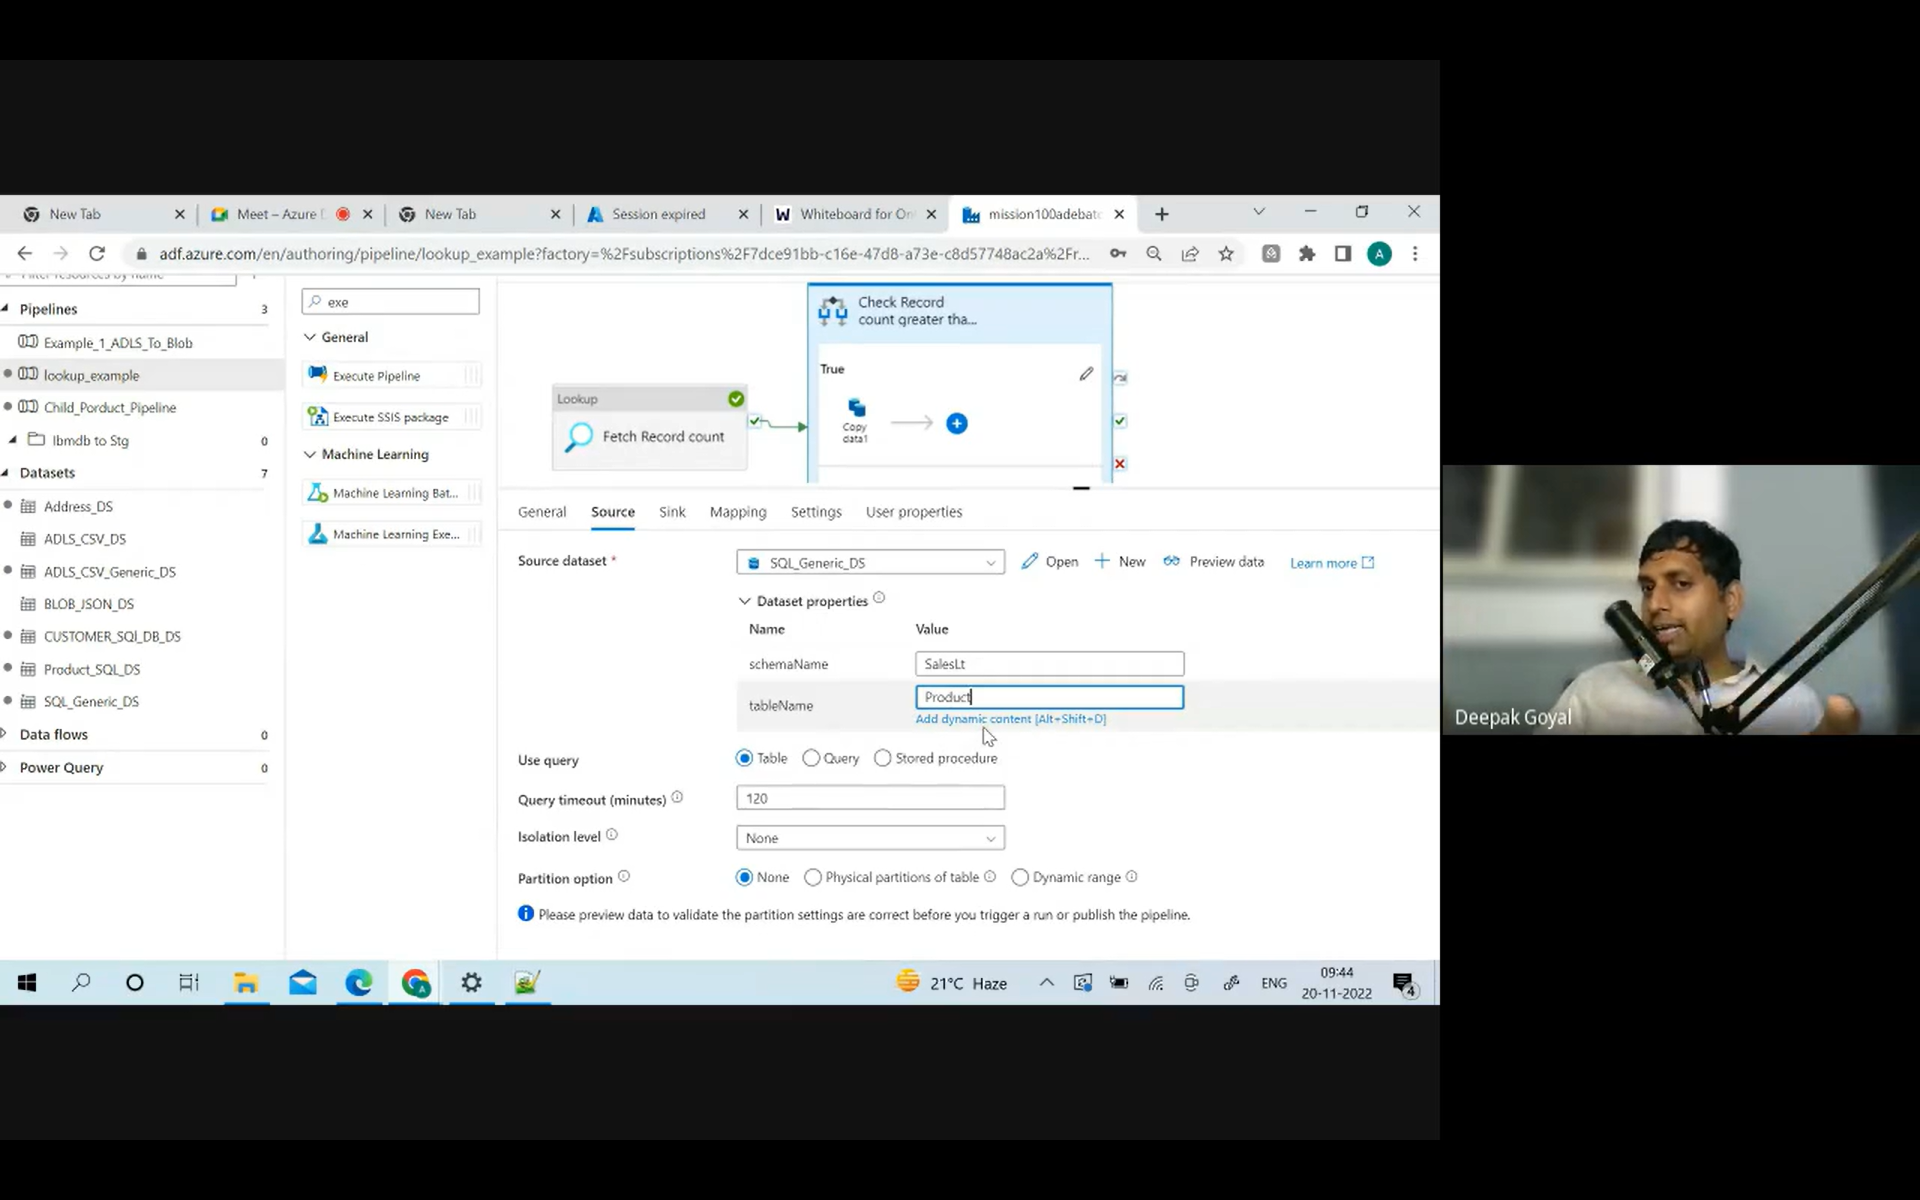 New Tab
Meet – Azure D
New Tab
Session expired
Whiteboard for On
mission100adebatc
adf.azure.com/en/authoring/pipeline/lookup_example?factory=%2Fsubscriptions%2F7dce91bb-c16e-47d8-a73e-c8d57748ac2a%2Fr...
A
Filter resources by name
Pipelines 3
Example_1_ADLS_To_Blob
lookup_example
Child_Porduct_Pipeline
Ibmdb to Stg 0
Datasets 7
Address_DS
ADLS_CSV_DS
ADLS_CSV_Generic_DS
BLOB_JSON_DS
CUSTOMER_SQl_DB_DS
Product_SQL_DS
SQL_Generic_DS
Data flows 0
Power Query 0
exe
General
Execute Pipeline
Execute SSIS package
Machine Learning
Machine Learning Bat...
Machine Learning Exe...
Lookup
Fetch Record count
Check Record
count greater tha...
True
Copy
data1
General Source Sink Mapping Settings User properties
Source dataset *
SQL_Generic_DS
Open New Preview data Learn more
Dataset properties
Name Value
schemaName SalesLt
tableName Product
Add dynamic content [Alt+Shift+D]
Use query Table Query Stored procedure
Query timeout (minutes) 120
Isolation level None
Partition option None Physical partitions of table Dynamic range
Please preview data to validate the partition settings are correct before you trigger a run or publish the pipeline.
21°C Haze
ENG
09:44
20-11-2022
4
Deepak Goyal